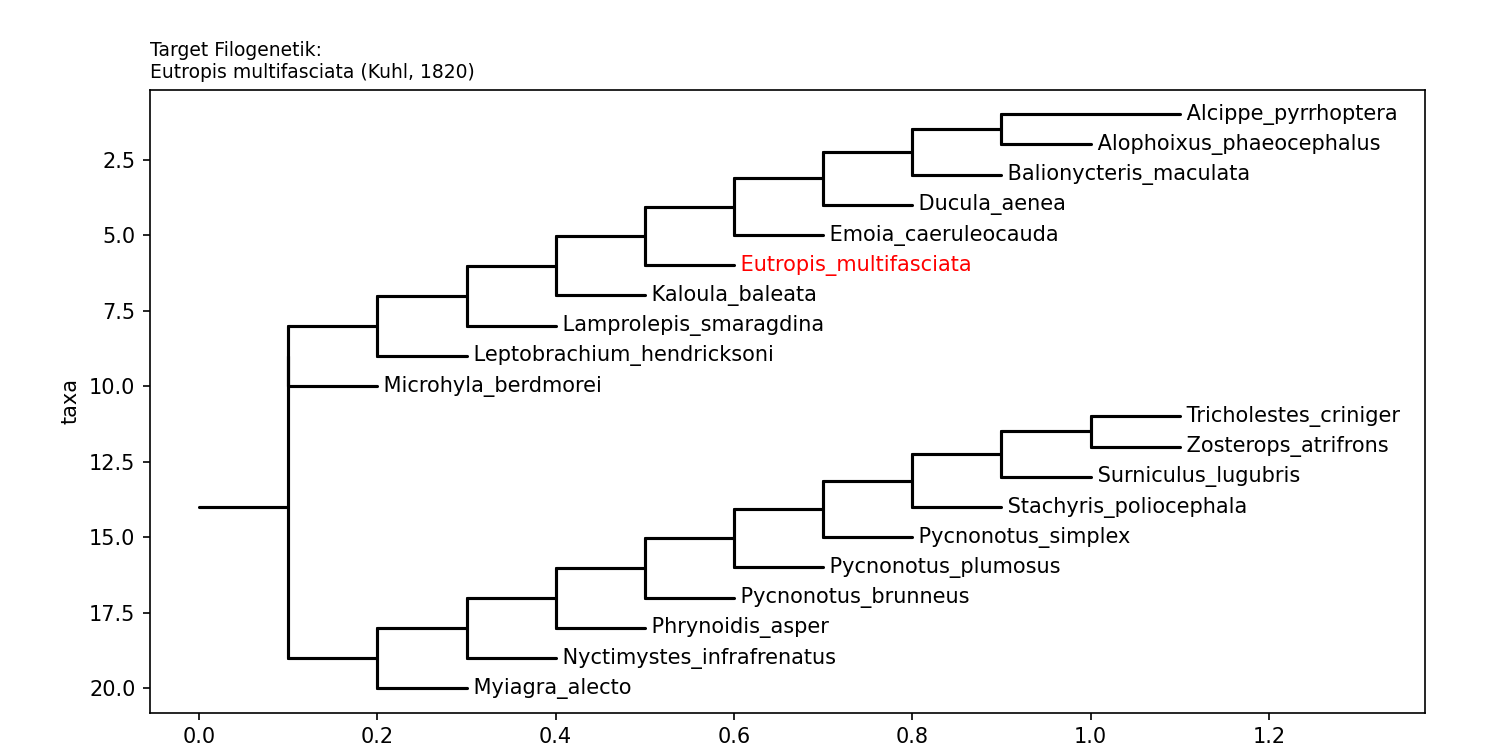 Target Filogenetik:
Eutropis multifasciata (Kuhl, 1820)
Alcippe_pyrrhoptera
Alophoixus_phaeocephalus
2.5
Balionycteris_maculata
Ducula_aenea
5.0
Emoia_caeruleocauda
Eutropis_multifasciata
Kaloula_baleata
7.5
Lamprolepis_smaragdina
Leptobrachium_hendricksoni
10.0
Microhyla_berdmorei
taxa
Tricholestes_criniger
Zosterops_atrifrons
12.5
Surniculus_lugubris
Stachyris_poliocephala
15.0
Pycnonotus_simplex
Pycnonotus_plumosus
Pycnonotus_brunneus
17.5
Phrynoidis_asper
Nyctimystes_infrafrenatus
20.0
Myiagra_alecto
0.0 0.2 0.4 0.6 0.8 1.0 1.2